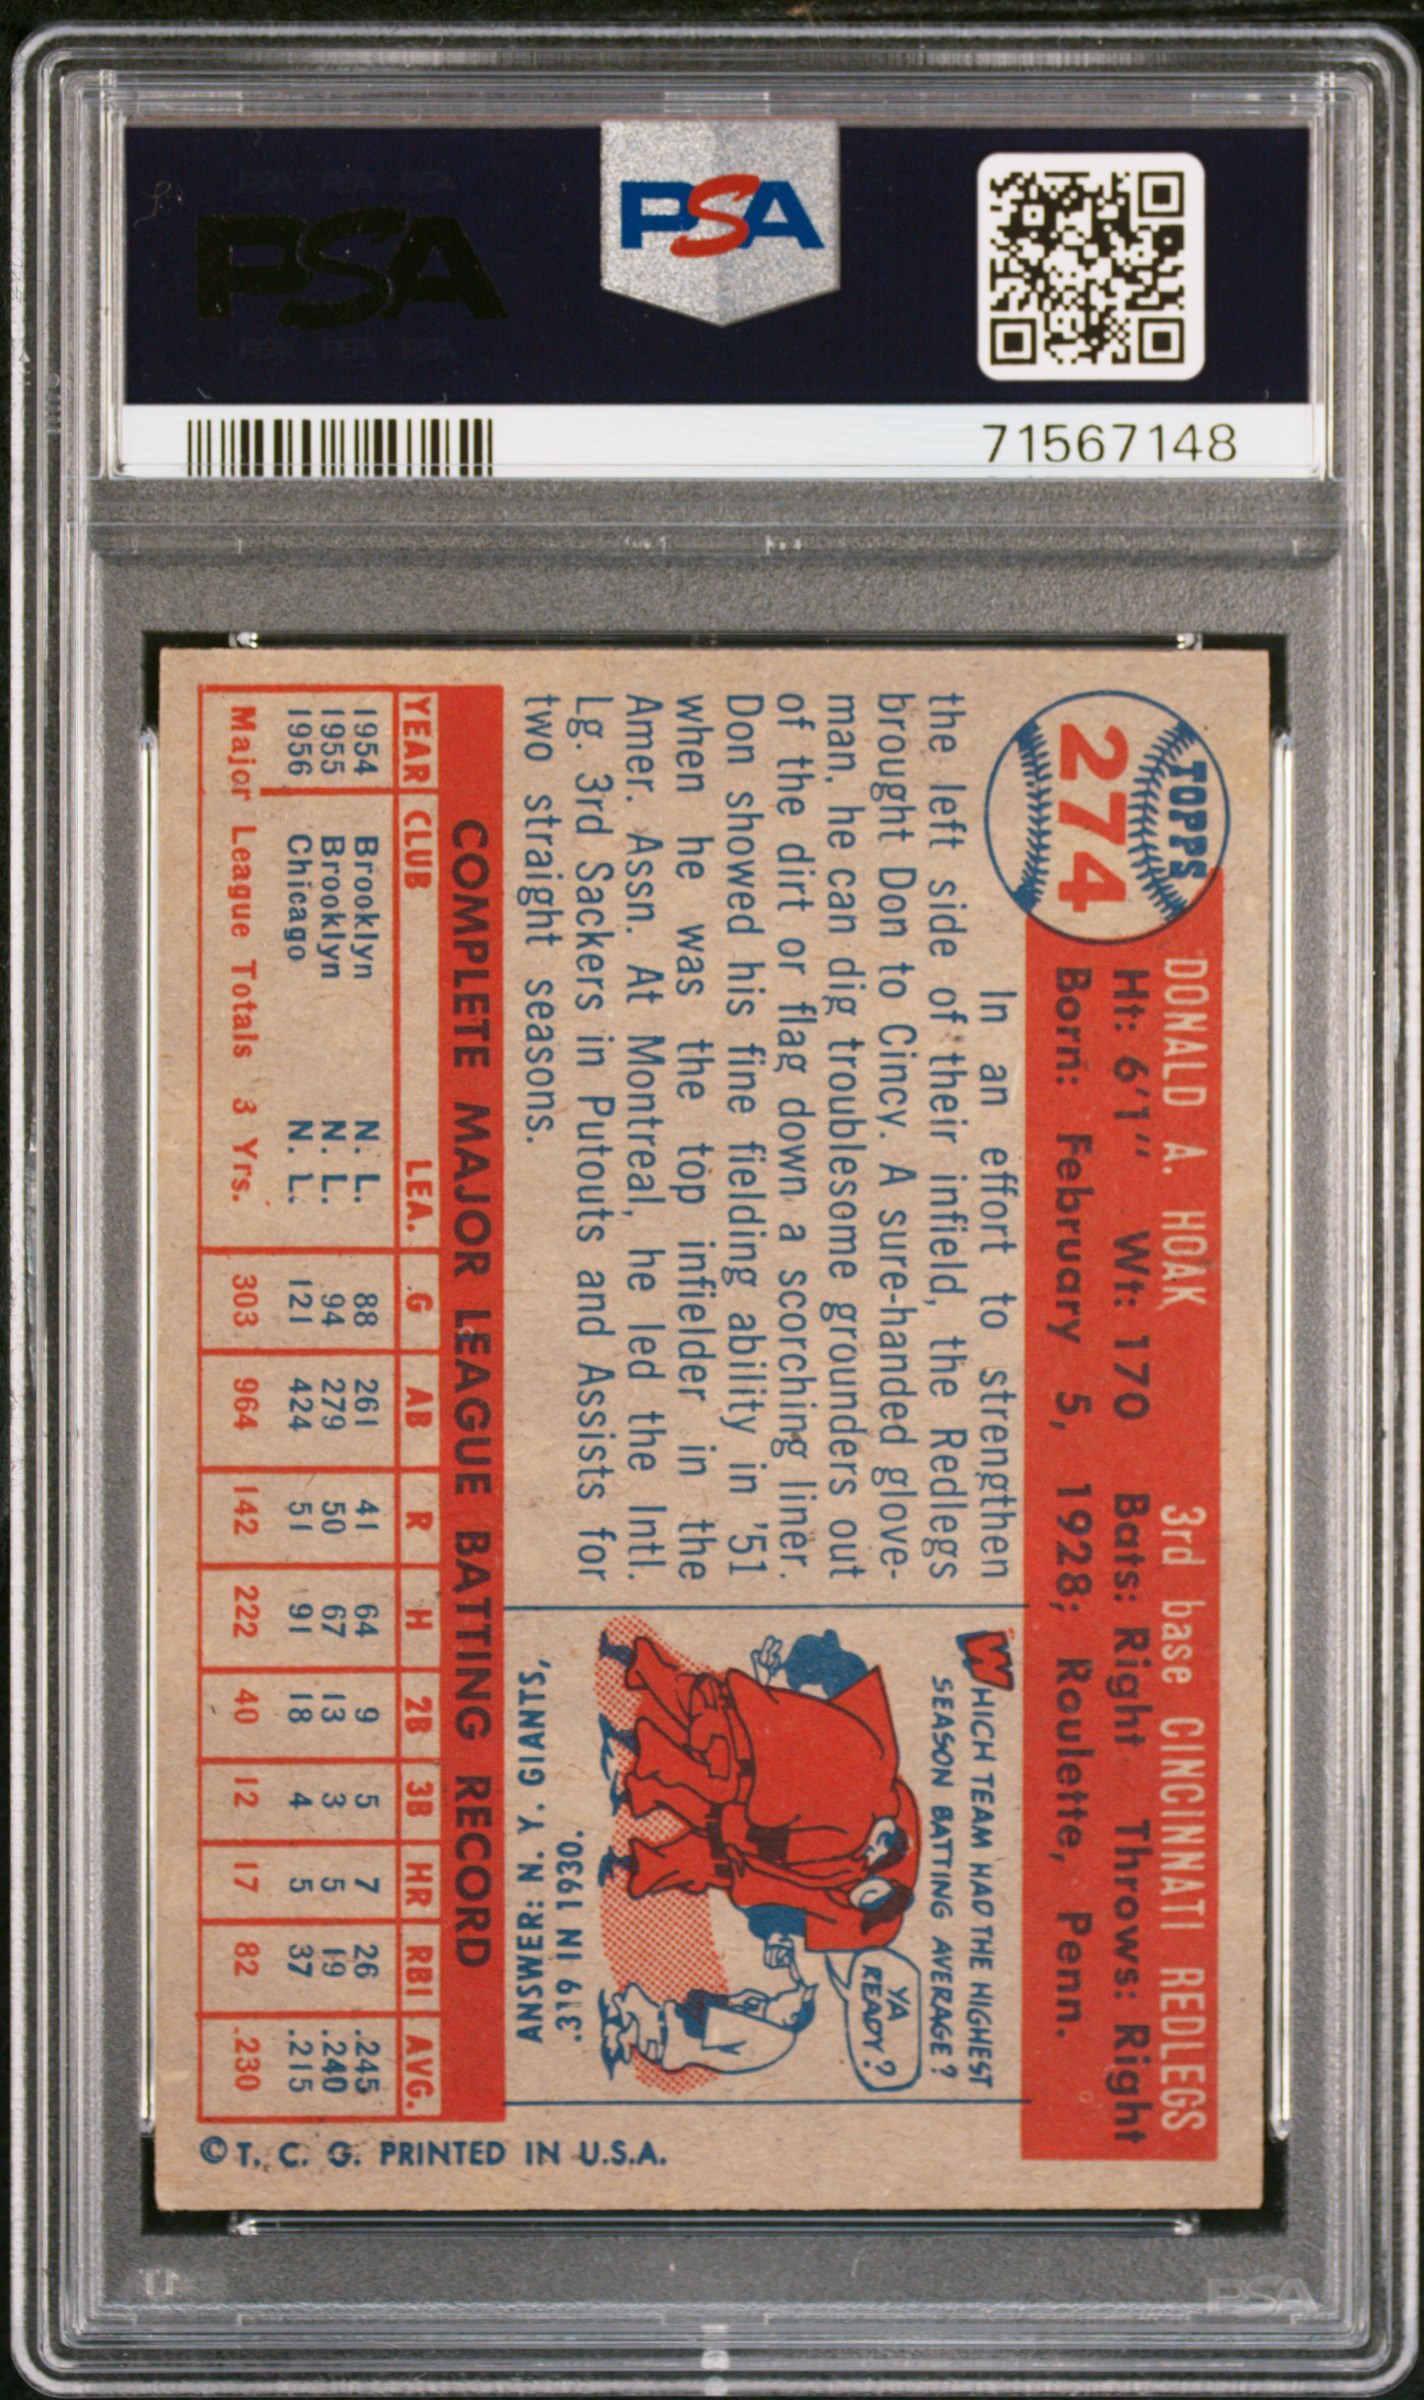 PSA
PSA
71567148
TOPPS
274
DONALD A. HOAK 3rd base CINCINNATI REDLEGS
Ht: 6'1" Wt: 170 Bats: Right Throws: Right
Born: February 5, 1928; Roulette, Penn.
In an effort to strengthen
the left side of their infield, the Redlegs
brought Don to Cincy. A sure-handed glove-
man, he can dig troublesome grounders out
of the dirt or flag down a scorching liner.
Don showed his fine fielding ability in '51
when he was the top infielder in the
Amer. Assn. At Montreal, he led the Intl.
Lg. 3rd Sackers in Putouts and Assists for
two straight seasons.
WHICH TEAM HAD THE HIGHEST
SEASON BATTING AVERAGE?
YA
READY?
ANSWER: N. Y. GIANTS,
.319 IN 1930.
COMPLETE MAJOR LEAGUE BATTING RECORD
YEAR CLUB LEA. G AB R H 2B 3B HR RBI AVG.
1954 Brooklyn N. L. 88 261 41 64 9 5 7 26 .245
1955 Brooklyn N. L. 94 279 50 67 13 3 5 19 .240
1956 Chicago N. L. 121 424 51 91 18 4 5 37 .215
Major League Totals 3 Yrs. 303 964 142 222 40 12 17 82 .230
© T. C. G. PRINTED IN U.S.A.
PSA